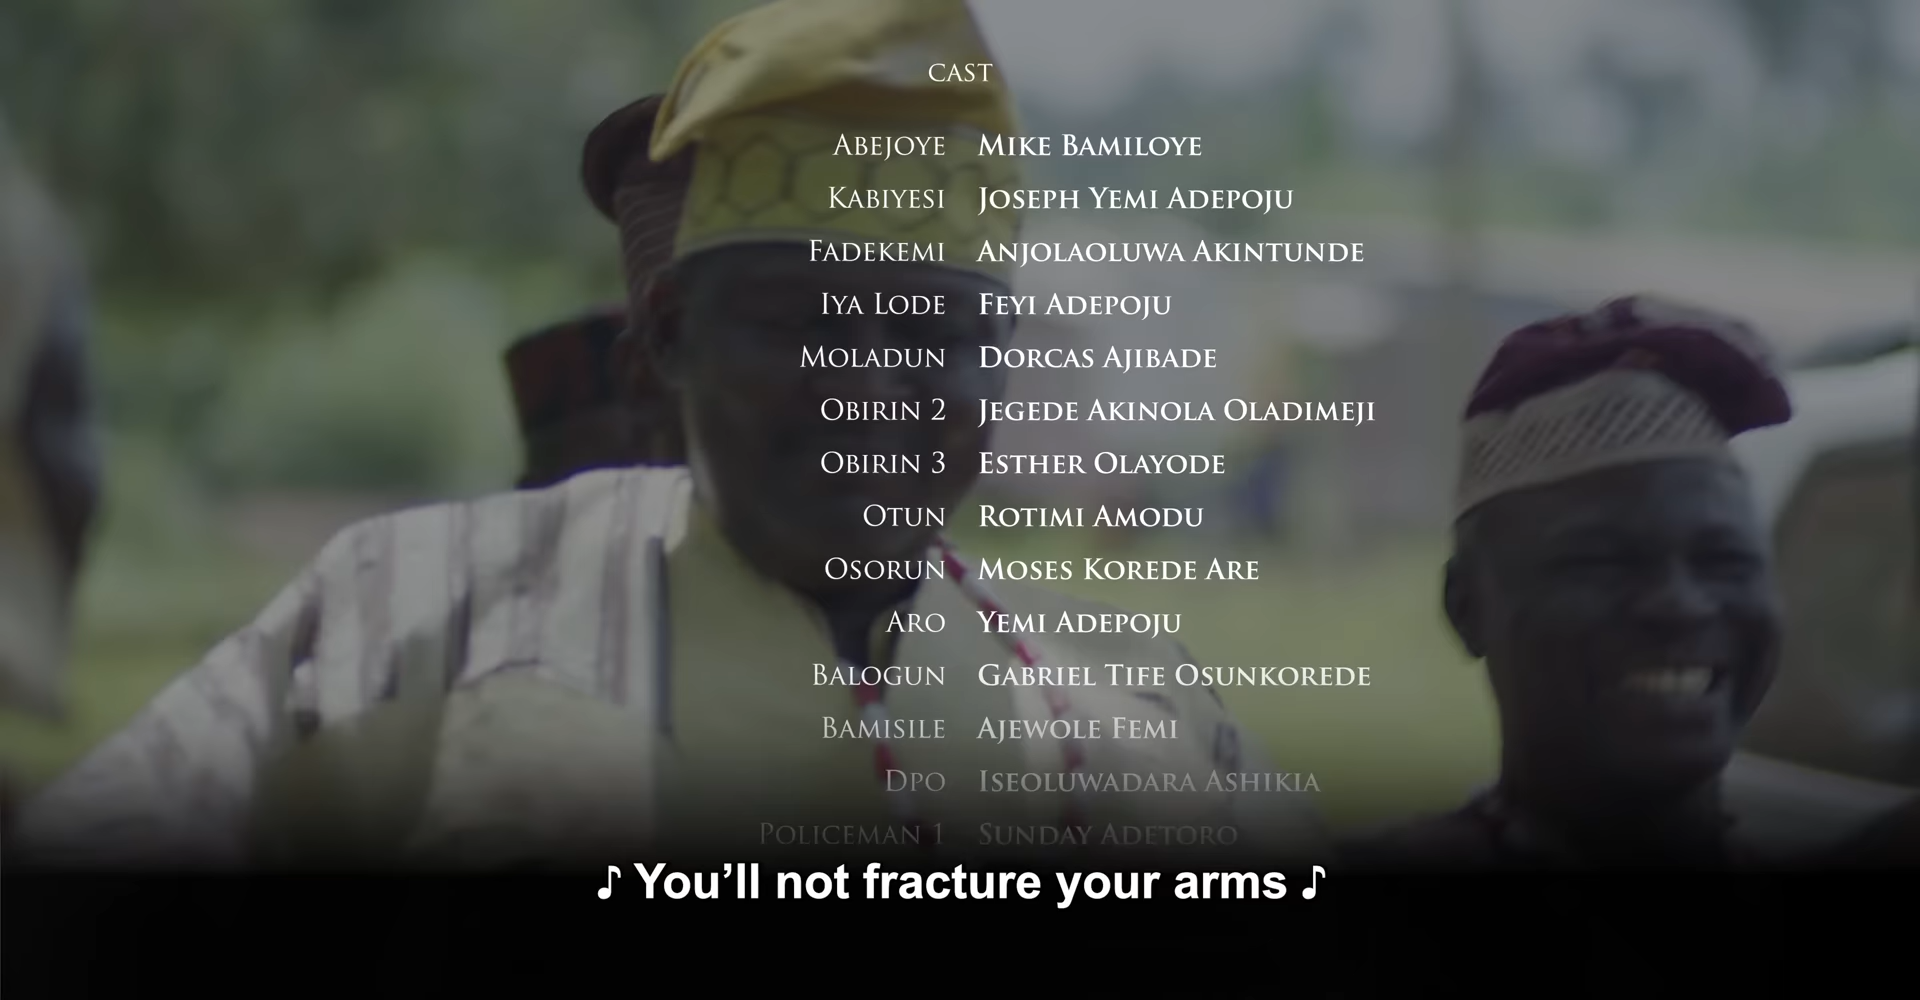 CAST
ABEJOYE MIKE BAMILOYE
KABIYESI JOSEPH YEMI ADEPOJU
FADEKEMI ANJOLAOLUWA AKINTUNDE
IYA LODE FEYI ADEPOJU
MOLADUN DORCAS AJIBADE
OBIRIN 2 JEGEDE AKINOLA OLADIMEJI
OBIRIN 3 ESTHER OLAYODE
OTUN ROTIMI AMODU
OSORUN MOSES KOREDE ARE
ARO YEMI ADEPOJU
BALOGUN GABRIEL TIFE OSUNKOREDE
BAMISILE AJEWOLE FEMI
DPO ISEOLUWADARA ASHIKIA
POLICEMAN 1 SUNDAY ADETORO
♪ You’ll not fracture your arms ♪